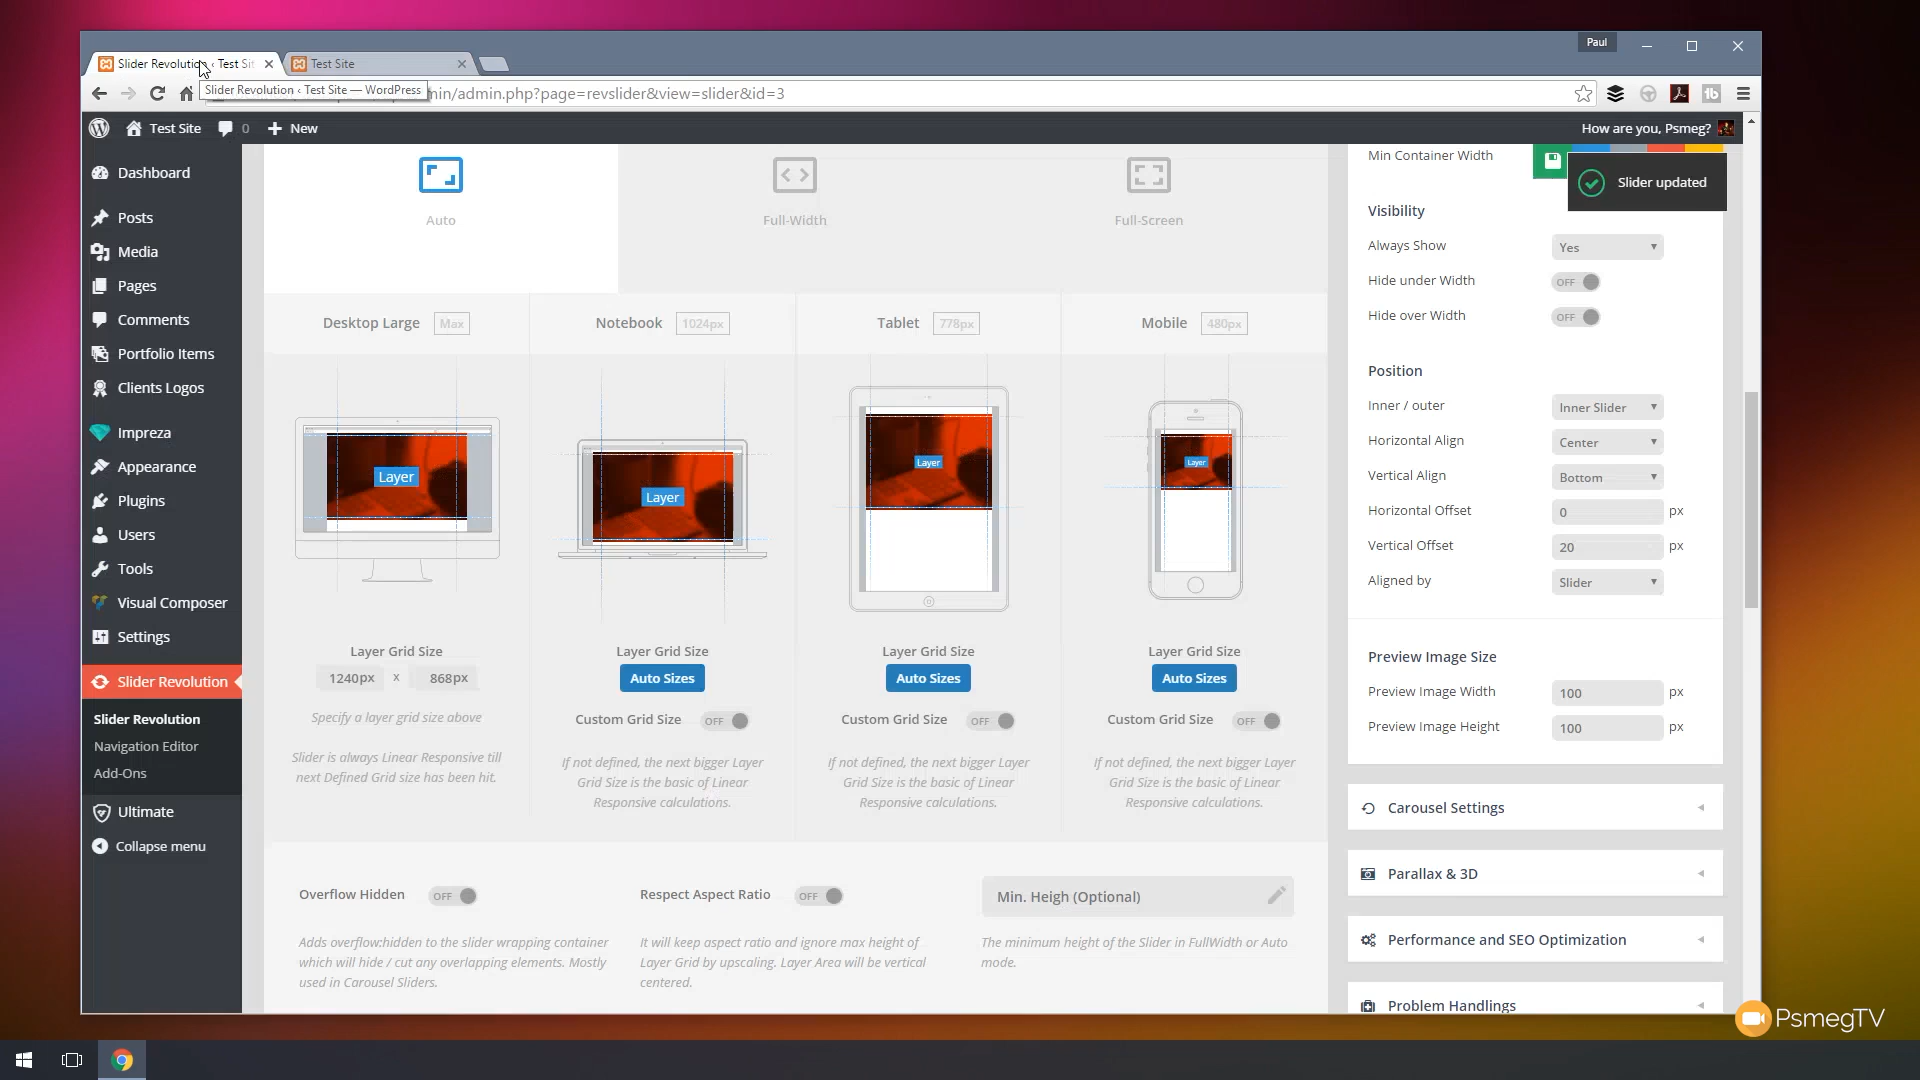 Paul
Slider Revolution ‹ Test Sit
Test Site
Slider Revolution ‹ Test Site — WordPress
min/admin.php?page=revslider&view=slider&id=3
Test Site
0
New
How are you, Psmeg?
Dashboard
Posts
Media
Pages
Comments
Portfolio Items
Clients Logos
Impreza
Appearance
Plugins
Users
Tools
Visual Composer
Settings
Slider Revolution
Slider Revolution
Navigation Editor
Add-Ons
Ultimate
Collapse menu
Auto
Full-Width
Full-Screen
Desktop Large Max
Notebook 1024px
Tablet 778px
Mobile 480px
Layer
Layer
Layer
Layer
Layer Grid Size
1240px x 868px
Specify a layer grid size above
Slider is always Linear Responsive till
next Defined Grid size has been hit.
Layer Grid Size
Auto Sizes
Custom Grid Size OFF
If not defined, the next bigger Layer
Grid Size is the basic of Linear
Responsive calculations.
Layer Grid Size
Auto Sizes
Custom Grid Size OFF
If not defined, the next bigger Layer
Grid Size is the basic of Linear
Responsive calculations.
Layer Grid Size
Auto Sizes
Custom Grid Size OFF
If not defined, the next bigger Layer
Grid Size is the basic of Linear
Responsive calculations.
Overflow Hidden OFF
Adds overflow:hidden to the slider wrapping container
which will hide / cut any overlapping elements. Mostly
used in Carousel Sliders.
Respect Aspect Ratio OFF
It will keep aspect ratio and ignore max height of
Layer Grid by upscaling. Layer Area will be vertical
centered.
Min. Heigh (Optional)
The minimum height of the Slider in FullWidth or Auto
mode.
Min Container Width
Slider updated
Visibility
Always Show Yes
Hide under Width OFF
Hide over Width OFF
Position
Inner / outer Inner Slider
Horizontal Align Center
Vertical Align Bottom
Horizontal Offset 0 px
Vertical Offset 20 px
Aligned by Slider
Preview Image Size
Preview Image Width 100 px
Preview Image Height 100 px
Carousel Settings
Parallax & 3D
Performance and SEO Optimization
Problem Handlings
PsmegTV